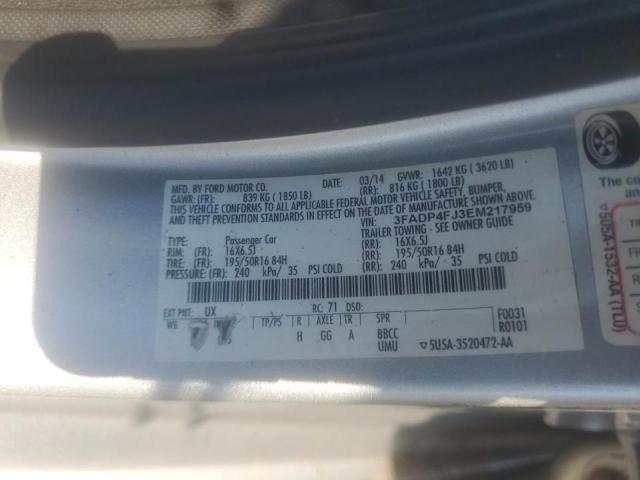 MFD. BY FORD MOTOR CO.
DATE: 03/14 GVWR: 1642 KG ( 3620 LB)
GAWR: (FR): 839 KG ( 1850 LB) (RR): 816 KG ( 1800 LB)
THIS VEHICLE CONFORMS TO ALL APPLICABLE
FEDERAL MOTOR VEHICLE SAFETY, BUMPER,
AND THEFT PREVENTION STANDARDS IN EFFECT ON THE DATE OF MANUFACTURE SHOWN ABOVE.
VIN: 3FADP4FJ3EM217959
TYPE: Passenger Car TRAILER TOWING - SEE OWNER GUIDE
RIM: (FR): 16X6.5J (RR): 16X6.5J
TIRE: (FR): 195/50R16 84H (RR): 195/50R16 84H
PRESSURE: (FR): 240 kPa/ 35 PSI COLD (RR): 240 kPa/ 35 PSI COLD
EXT PNT: UX RC: 71 DSO: F0031
WB TP/PS R AXLE TR SPR R0101
H GG A BBCC
UMU ▽5U5A-3520472-AA
The co
and
▽5U5A-1532-AA (TLD)